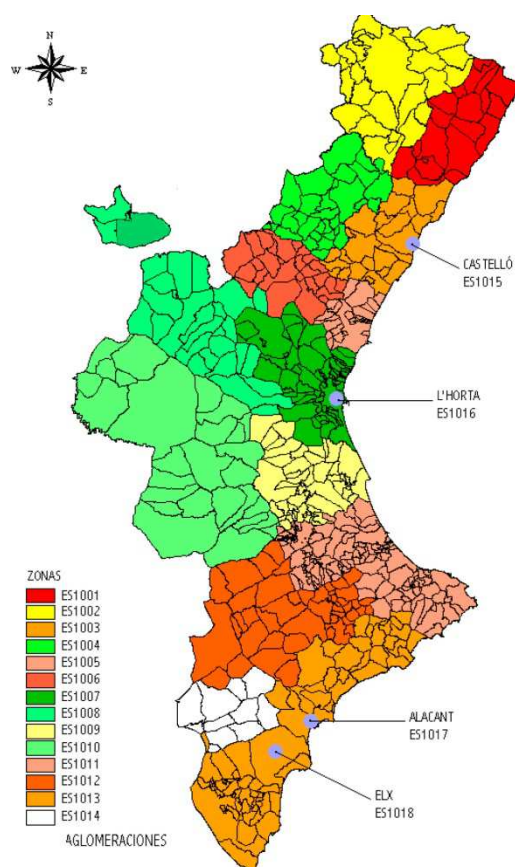 N
W E
S
CASTELLÓ
ES1015
L'HORTA
ES1016
ZONAS
ES1001
ES1002
ES1003
ES1004
ES1005
ES1006
ES1007
ES1008
ES1009
ES1010
ES1011
ES1012
ES1013
ES1014
AGLOMERACIONES
ALACANT
ES1017
ELX
ES1018